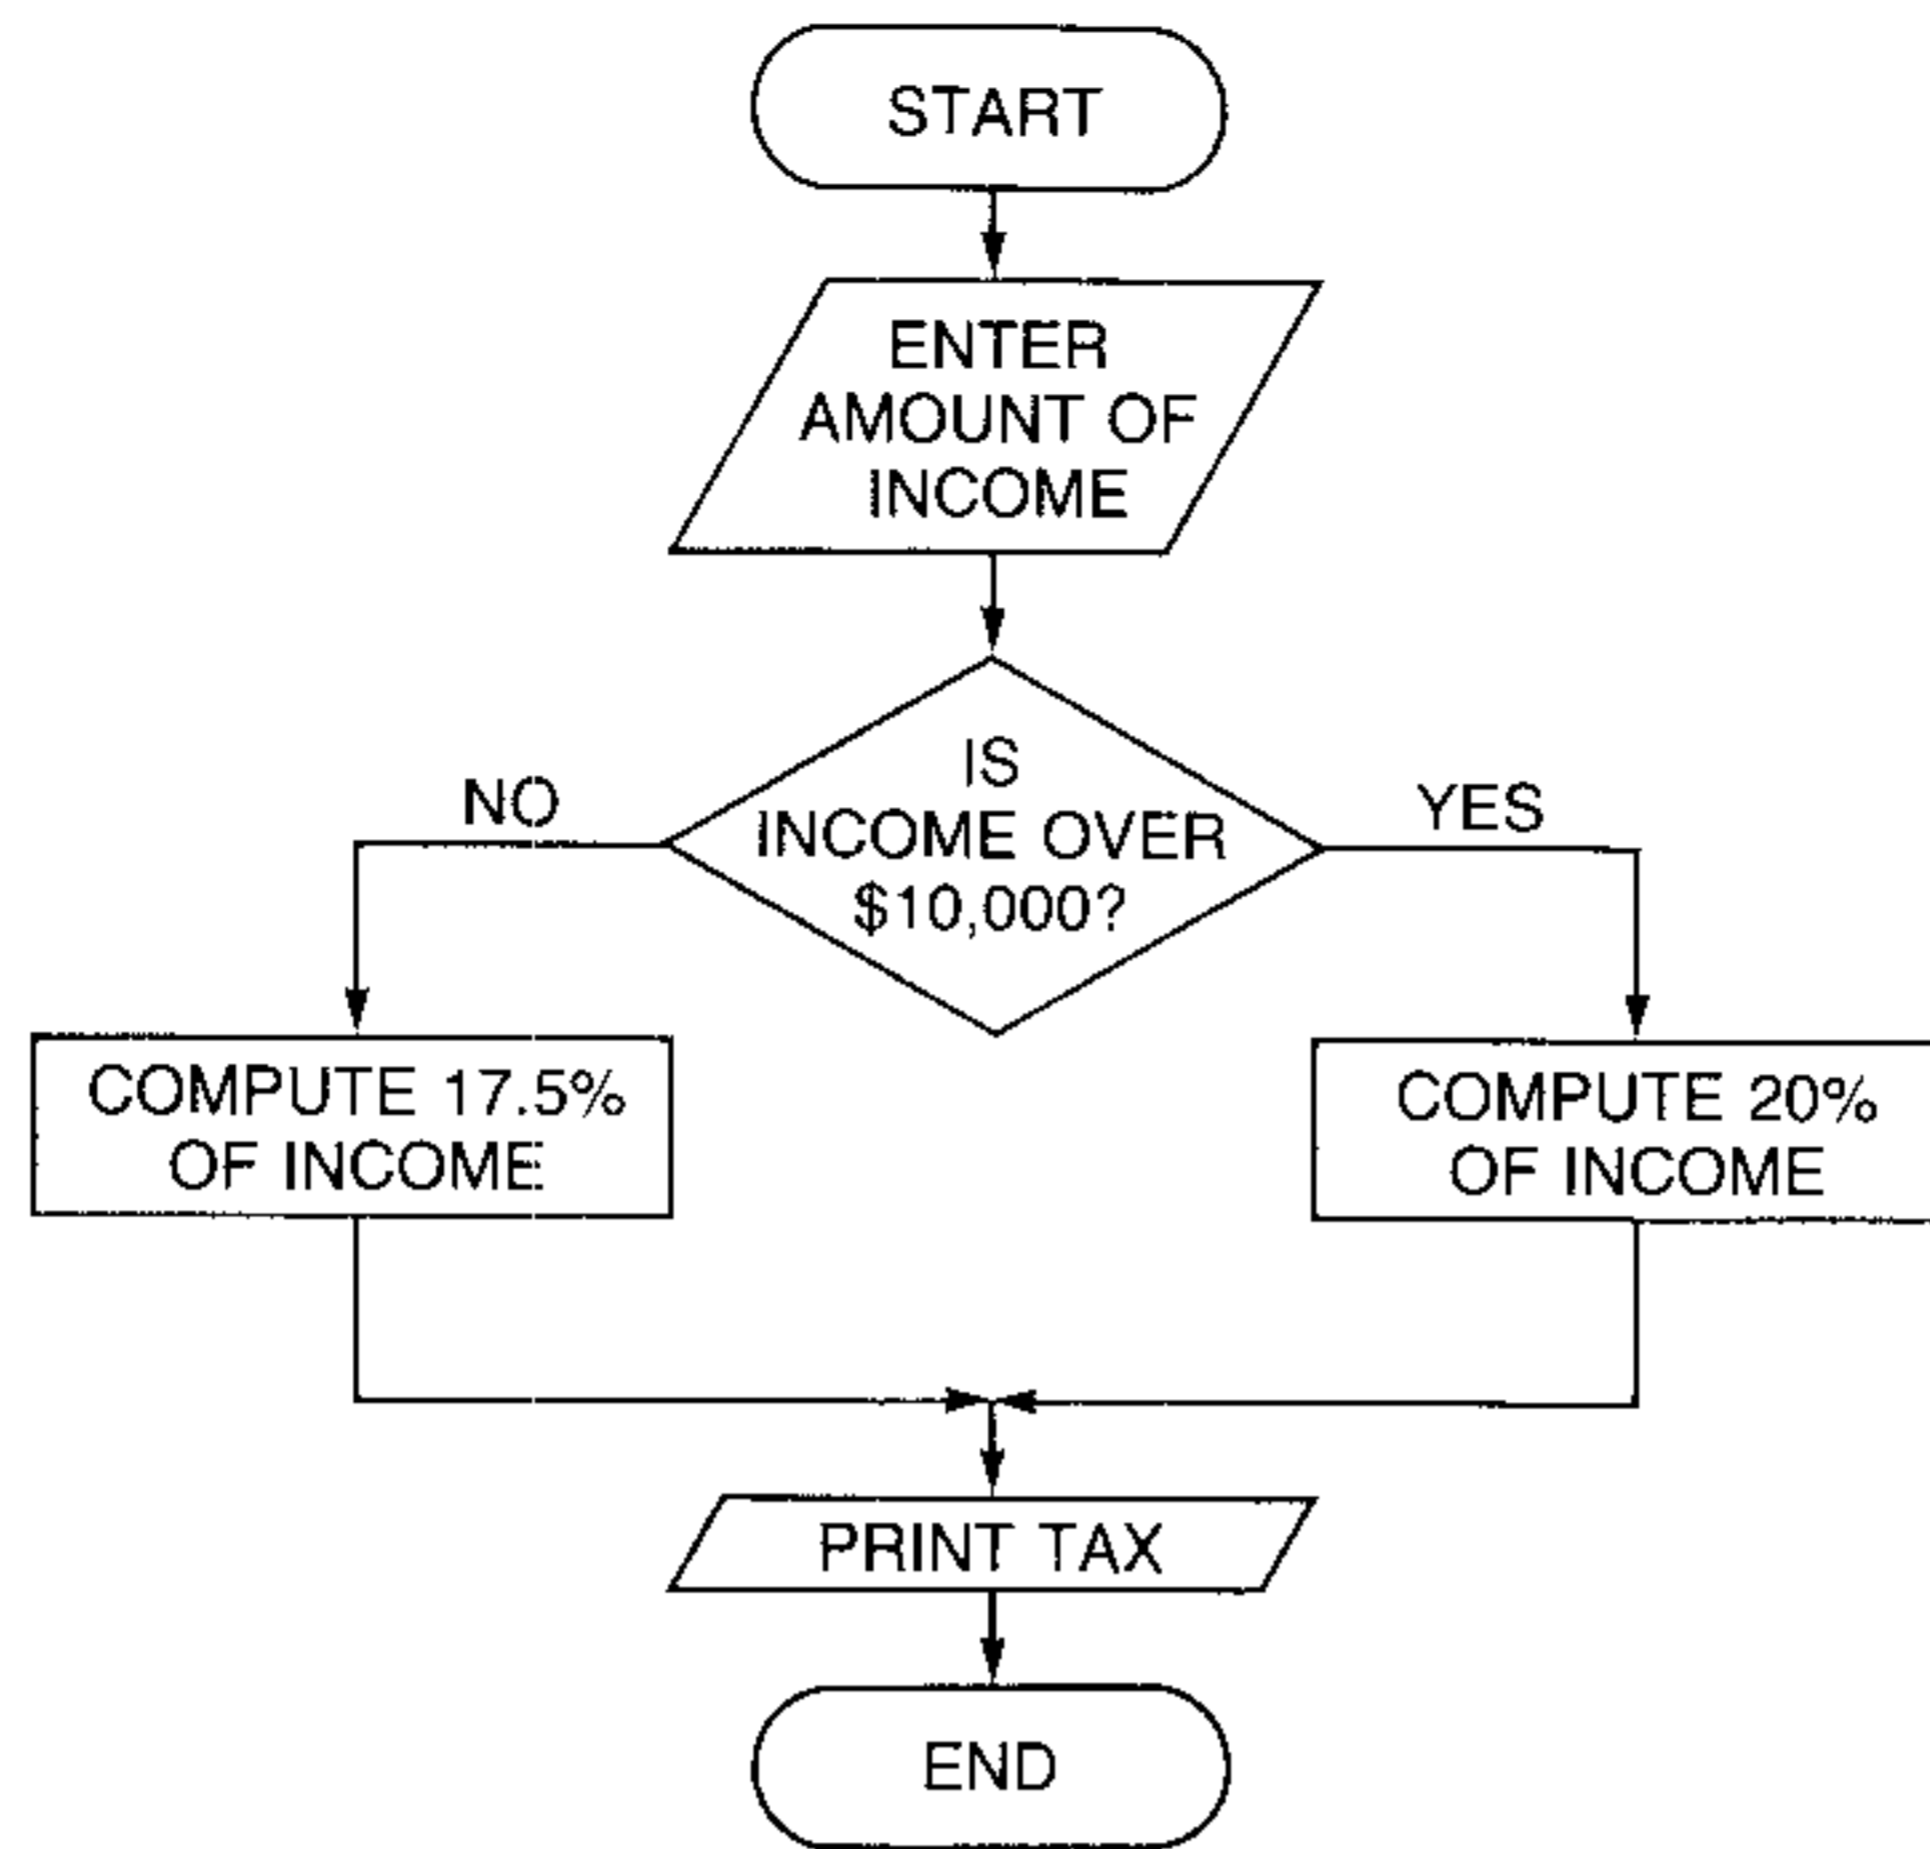 START
ENTER
AMOUNT OF
INCOME
IS
INCOME OVER
$10,000?
NO
YES
COMPUTE 17.5%
OF INCOME
COMPUTE 20%
OF INCOME
PRINT TAX
END